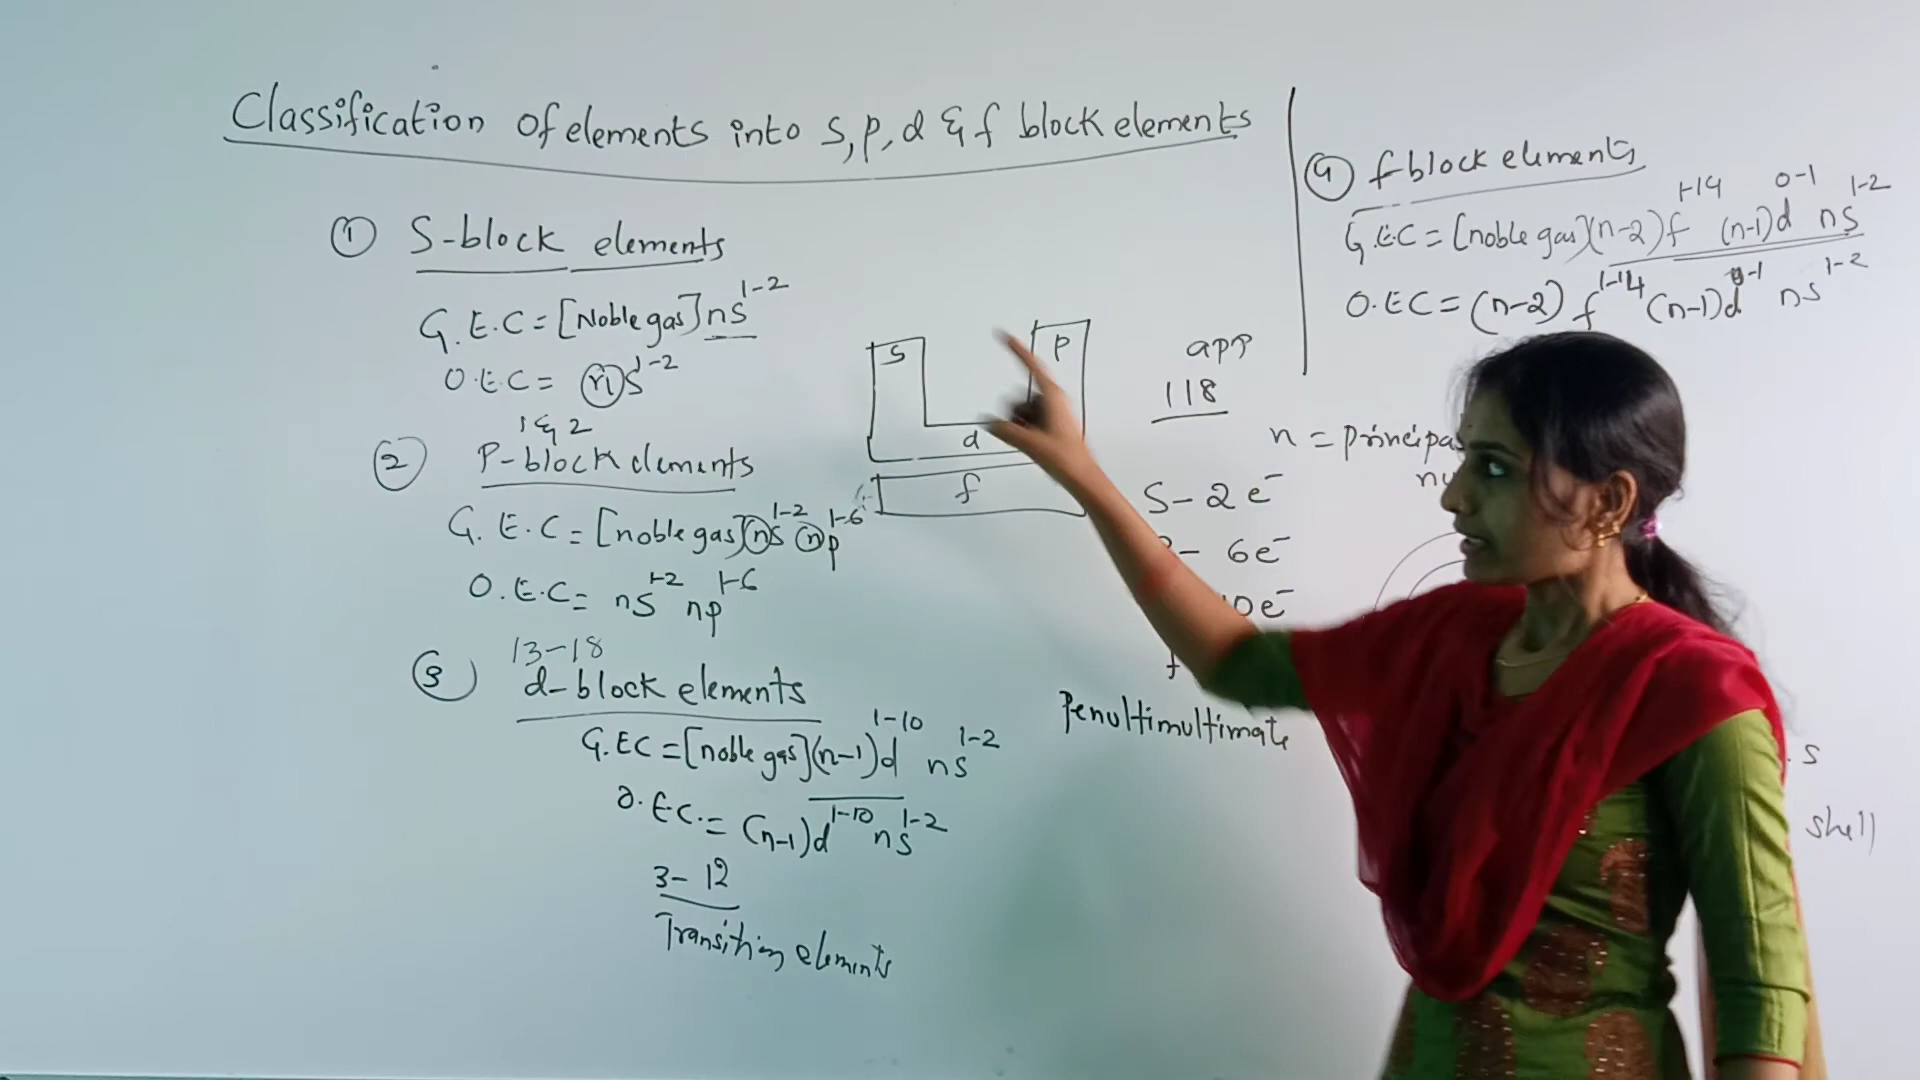 Classification of elements into s, p, d & f block elements
① S-block elements
G.E.C = [Noble gas] ns¹⁻²
O.E.C = ns¹⁻²
1 & 2
② P-block elements
G.E.C = [noble gas] ns¹⁻² np¹⁻⁶
O.E.C = ns¹⁻² np¹⁻⁶
13-18
③ d-block elements
G.EC = [noble gas] (n-1)d¹⁻¹⁰ ns¹⁻²
O.EC. = (n-1)d¹⁻¹⁰ ns¹⁻²
3-12
Transition elements
s
p
d
f
app
118
n =
S - 2e⁻
- 6e⁻
0e⁻
f
Penultimultimate
④ f block elements
G.EC = [noble gas] (n-2)f¹⁻¹⁴ (n-1)d⁰⁻¹ ns¹⁻²
O.EC = (n-2)f¹⁻¹⁴ (n-1)d⁰⁻¹ ns¹⁻²
s
shell